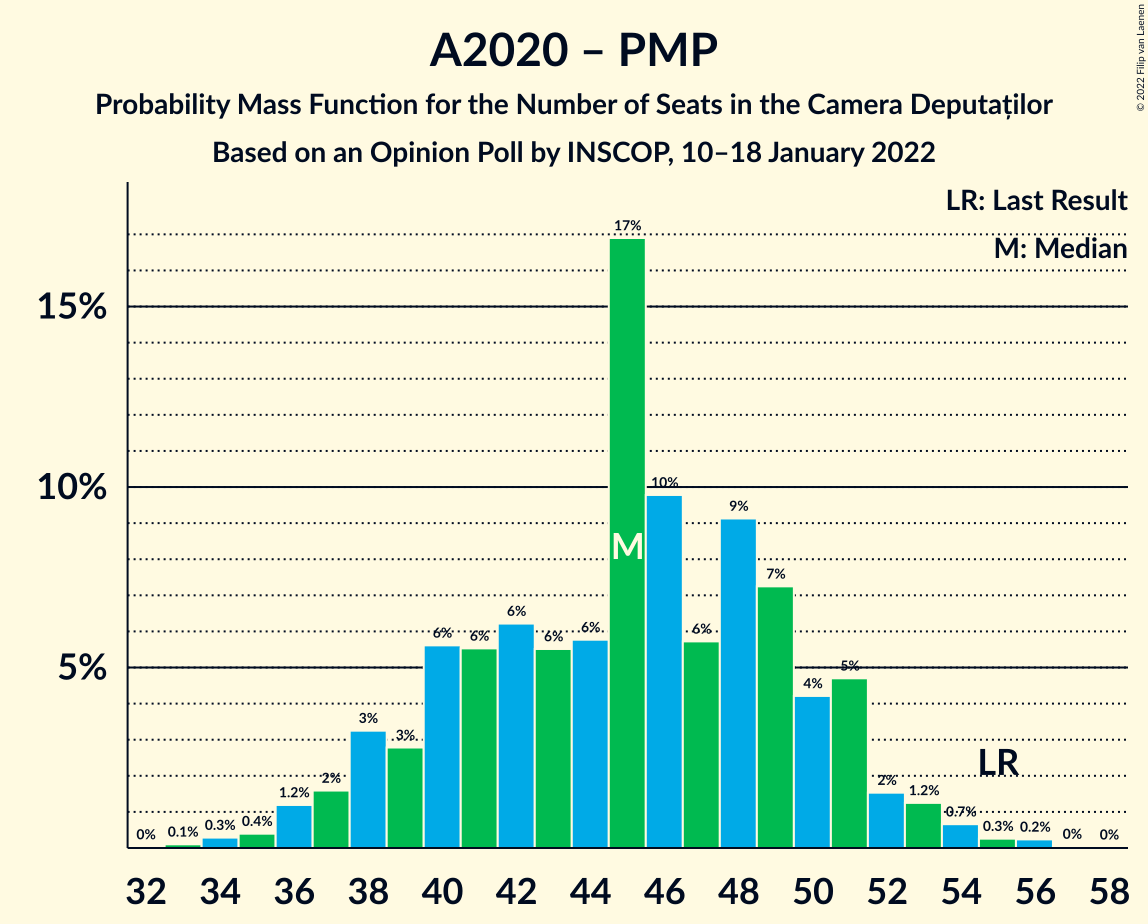 A2020 – PMP
Probability Mass Function for the Number of Seats in the Camera Deputaților
Based on an Opinion Poll by INSCOP, 10–18 January 2022
© 2022 Filip van Laenen
LR: Last Result
M: Median
15%
10%
5%
0% 0.1% 0.3% 0.4% 1.2% 2% 3% 3% 6% 6% 6% 6% 6% 17% 10% 6% 9% 7% 4% 5% 2% 1.2% 0.7% 0.3% 0.2% 0% 0%
M
LR
32 34 36 38 40 42 44 46 48 50 52 54 56 58